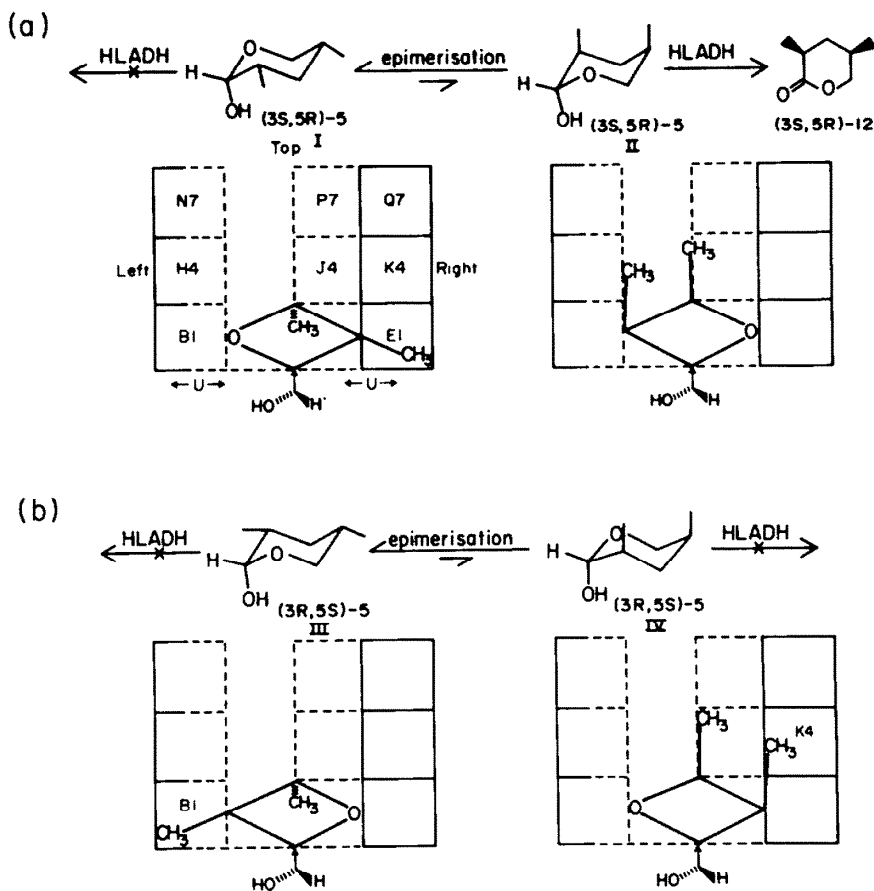 (a)
HLADH
H
O
OH
(3S,5R)-5
I
epimerisation
H
O
OH
(3S,5R)-5
II
HLADH
O
O
(3S,5R)-12
Top
N7 P7 Q7
Left H4 J4 K4 Right
CH3
B1 O E1
CH3
← U → ← U →
HO H
CH3
CH3
O
HO H
(b)
HLADH
H
O
OH
(3R,5S)-5
III
epimerisation
H
O
OH
(3R,5S)-5
IV
HLADH
B1
CH3
CH3
O
HO H
CH3
CH3 K4
O
HO H